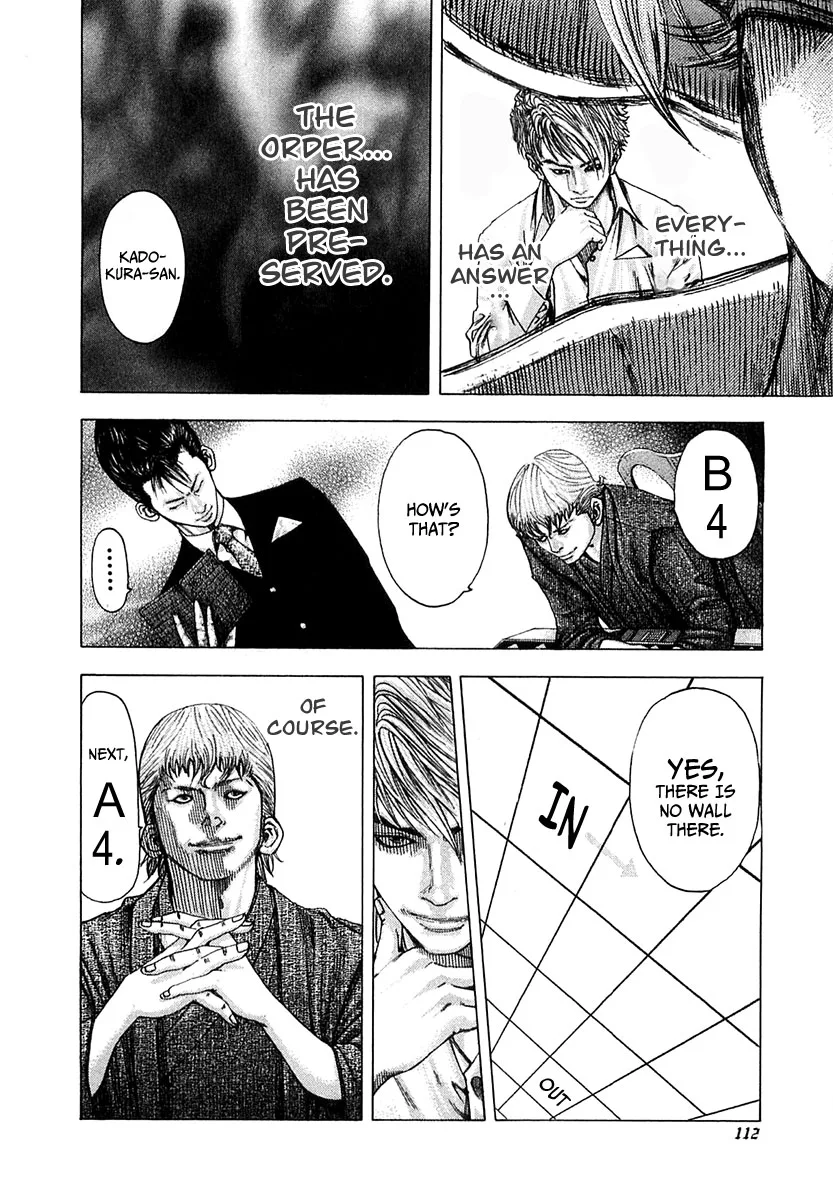 EVERY-
THING...
HAS AN
ANSWER
...
THE
ORDER...
HAS
BEEN
PRE-
SERVED.
KADO-
KURA-SAN.
B
4
HOW'S
THAT?
.....
YES,
THERE IS
NO WALL
THERE.
IN
OUT
OF
COURSE.
NEXT,
A
4.
112